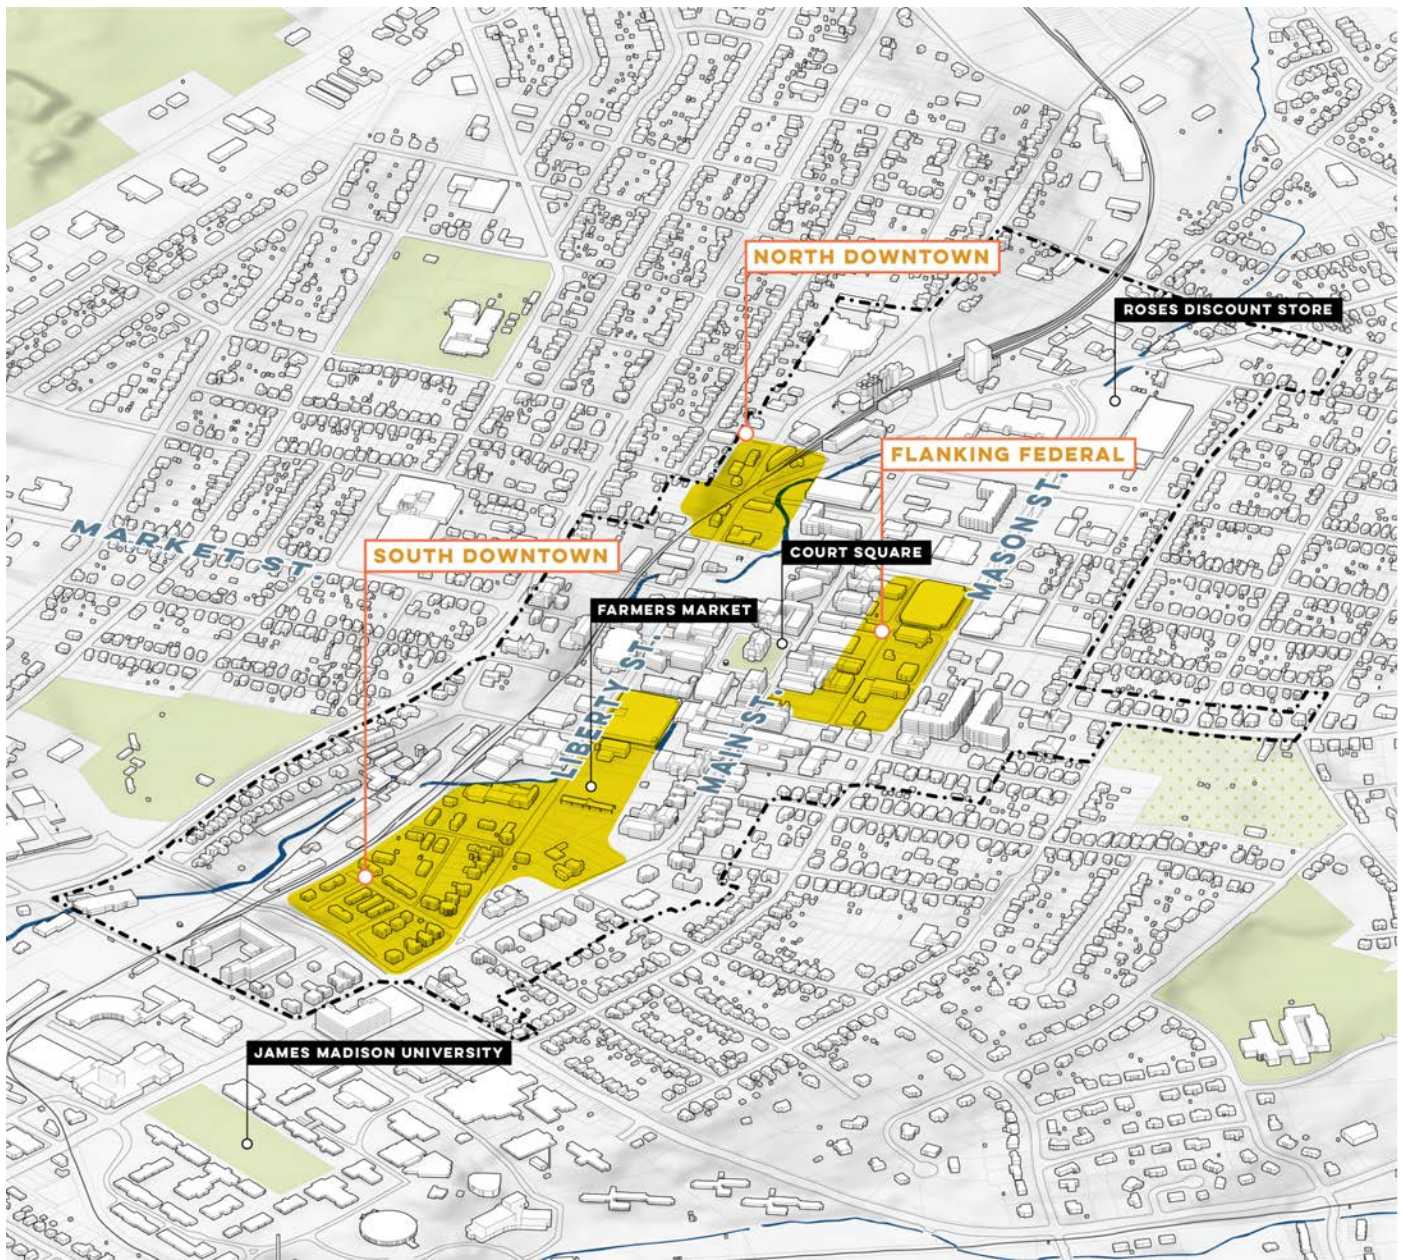 NORTH DOWNTOWN
ROSES DISCOUNT STORE
FLANKING FEDERAL
MASON ST.
MARKET ST.
SOUTH DOWNTOWN
COURT SQUARE
FARMERS MARKET
LIBERTY ST.
MAIN ST.
JAMES MADISON UNIVERSITY